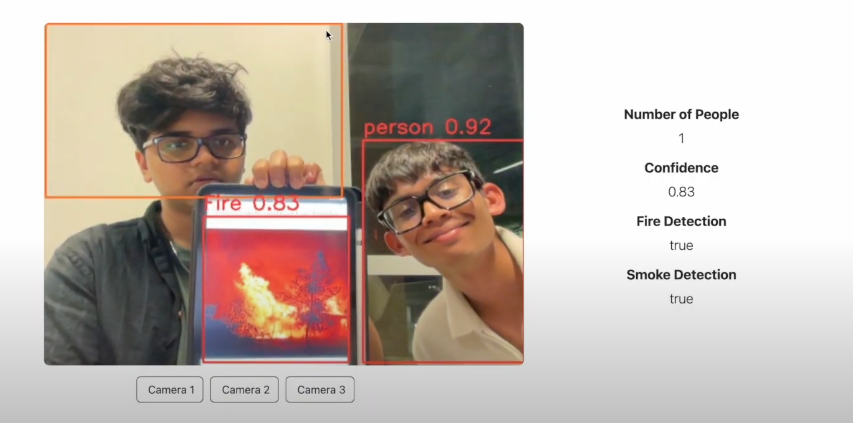 person 0.92
Fire 0.83
Number of People
1
Confidence
0.83
Fire Detection
true
Smoke Detection
true
Camera 1
Camera 2
Camera 3